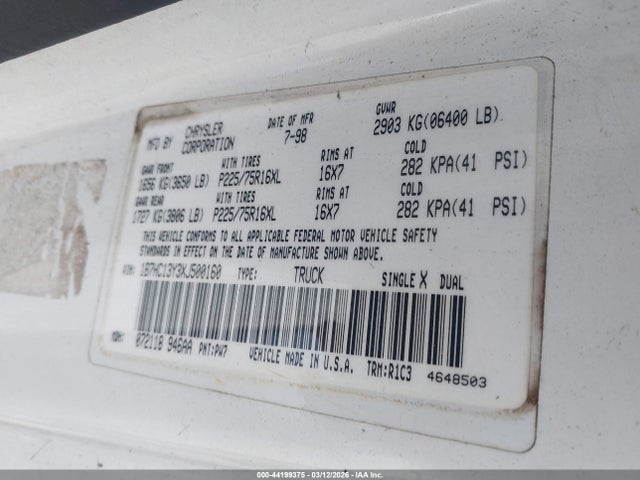 MFD BY CHRYSLER CORPORATION DATE OF MFR 7-98 GVWR 2903 KG(06400 LB).
GAWR FRONT WITH TIRES RIMS AT COLD
1656 KG(3650 LB) P225/75R16XL 16X7 282 KPA(41 PSI)
GAWR REAR WITH TIRES RIMS AT COLD
1727 KG(3806 LB) P225/75R16XL 16X7 282 KPA(41 PSI)
THIS VEHICLE CONFORMS TO ALL APPLICABLE FEDERAL MOTOR VEHICLE SAFETY
STANDARDS IN EFFECT ON THE DATE OF MANUFACTURE SHOWN ABOVE.
VIN: 1B7HC13Y3XJ500160 TYPE: TRUCK SINGLE X DUAL
MDH: 072110 946AA PNT:PW7 VEHICLE MADE IN U.S.A. TRM:R1C3 4648503
000-44199375 - 03/12/2026 - IAA Inc.